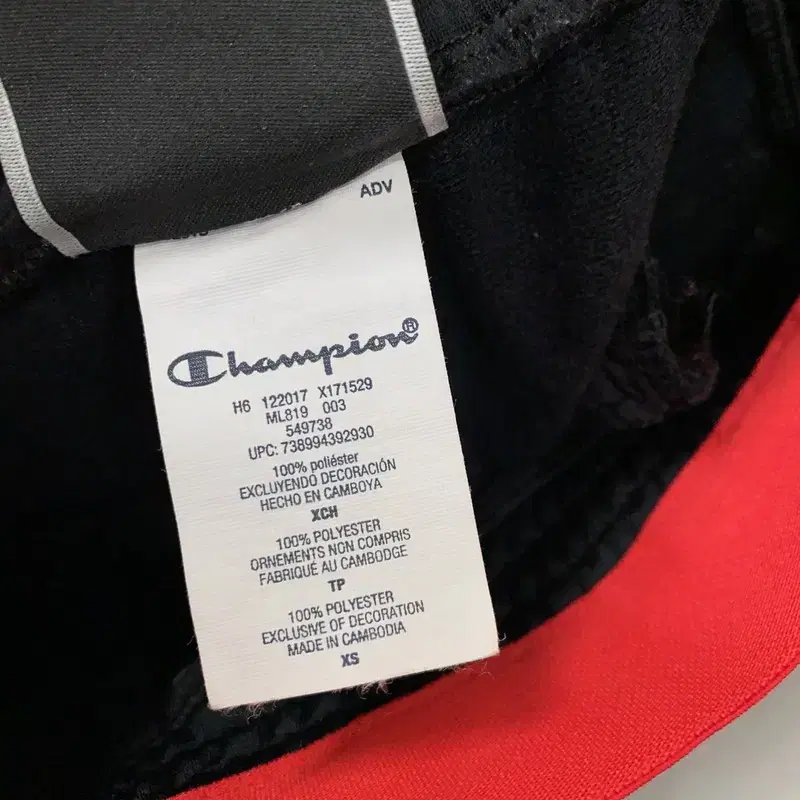 ADV
Champion®
H6 122017 X171529
ML819 003
549738
UPC: 738994392930
100% poliéster
EXCLUYENDO DECORACIÓN
HECHO EN CAMBOYA
XCH
100% POLYESTER
ORNEMENTS NON COMPRIS
FABRIQUÉ AU CAMBODGE
TP
100% POLYESTER
EXCLUSIVE OF DECORATION
MADE IN CAMBODIA
XS